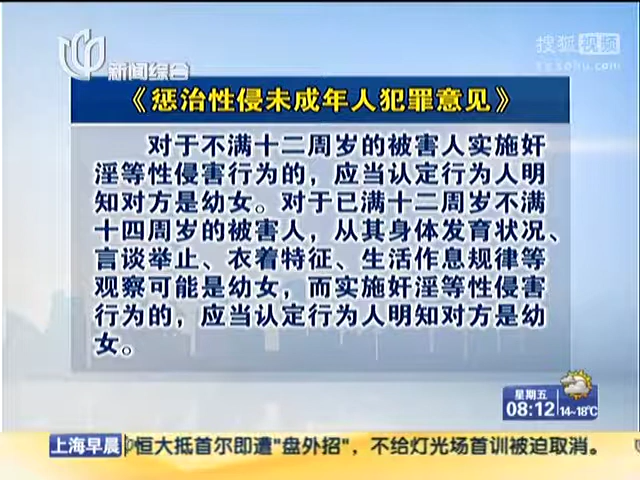 新闻综合
搜狐视频
《惩治性侵未成年人犯罪意见》
对于不满十二周岁的被害人实施奸
淫等性侵害行为的，应当认定行为人明
知对方是幼女。对于已满十二周岁不满
十四周岁的被害人，从其身体发育状况、
言谈举止、衣着特征、生活作息规律等
观察可能是幼女，而实施奸淫等性侵害
行为的，应当认定行为人明知对方是幼
女。
星期五
08:12
14~18℃
上海早晨
恒大抵首尔即遭"盘外招"，不给灯光场首训被迫取消。